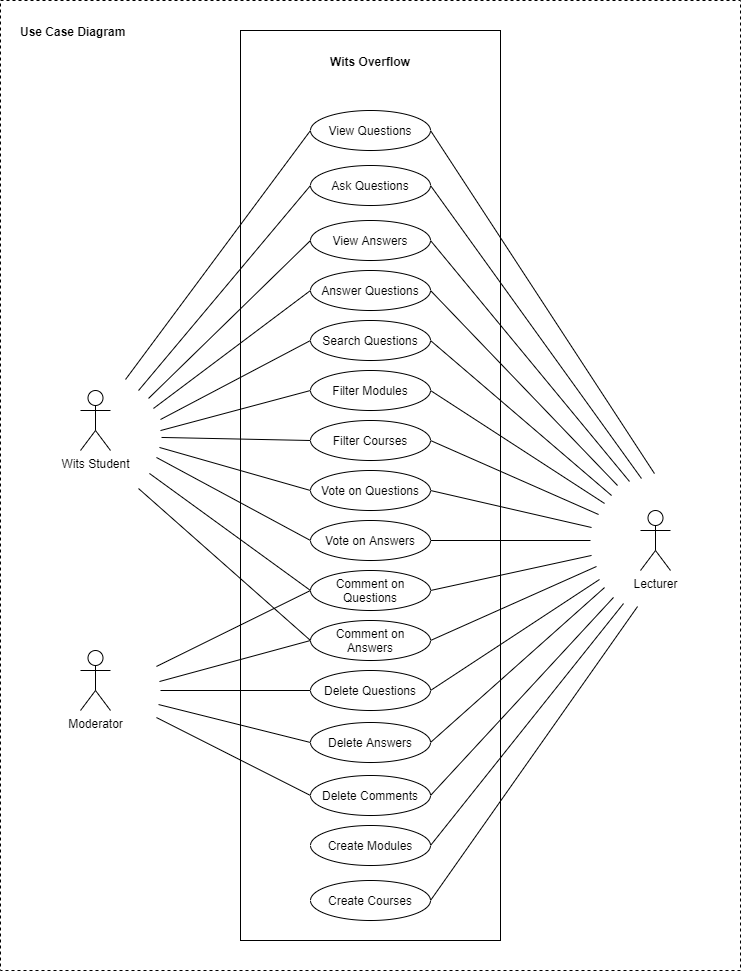 Use Case Diagram
Wits Overflow
View Questions
Ask Questions
View Answers
Answer Questions
Search Questions
Filter Modules
Filter Courses
Wits Student
Vote on Questions
Vote on Answers
Lecturer
Comment on
Questions
Comment on
Answers
Delete Questions
Moderator
Delete Answers
Delete Comments
Create Modules
Create Courses